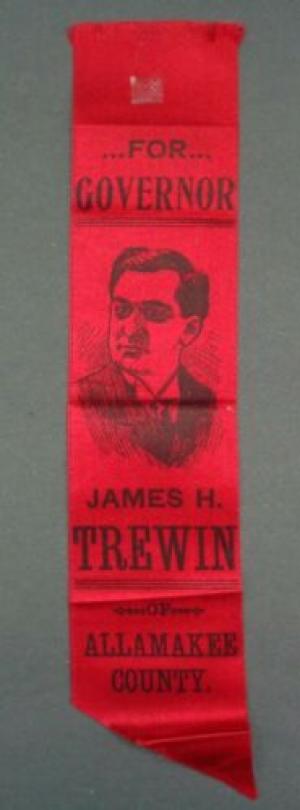 ...FOR...
GOVERNOR
JAMES H.
TREWIN
OF
ALLAMAKEE
COUNTY.